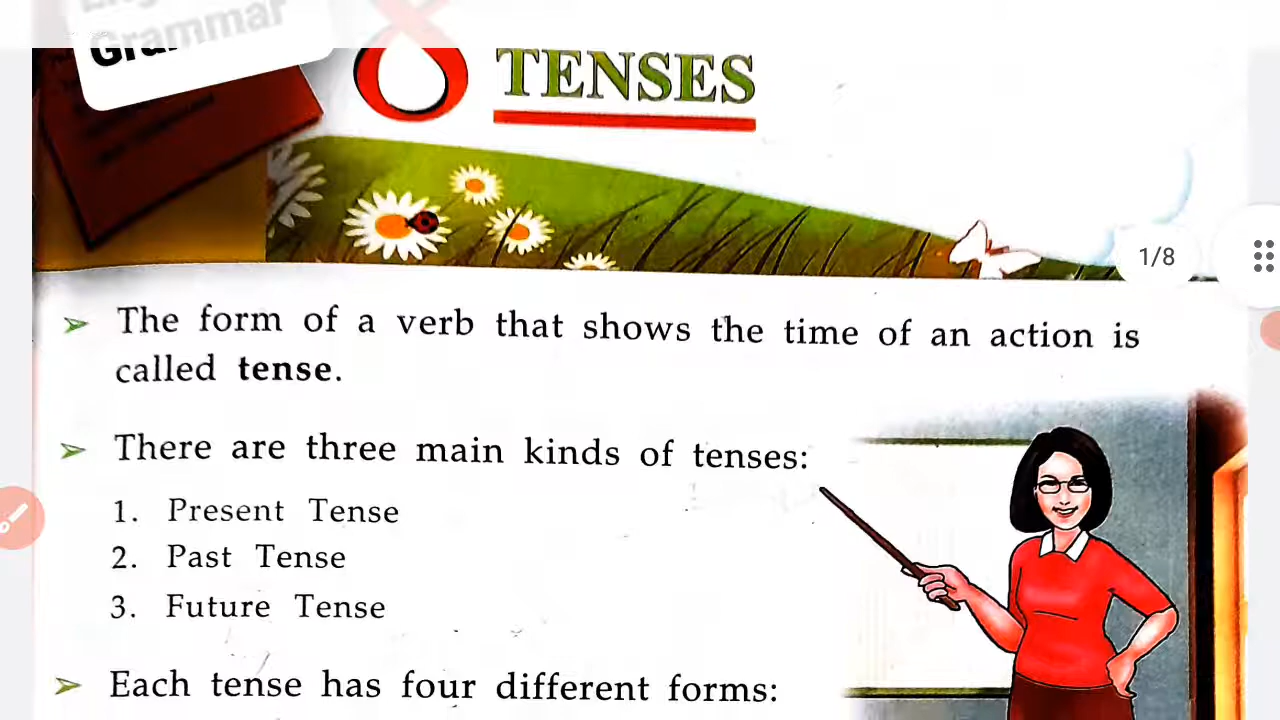 Grammar
8 TENSES
1/8
➢ The form of a verb that shows the time of an action is
called tense.
➢ There are three main kinds of tenses:
1. Present Tense
2. Past Tense
3. Future Tense
➢ Each tense has four different forms: